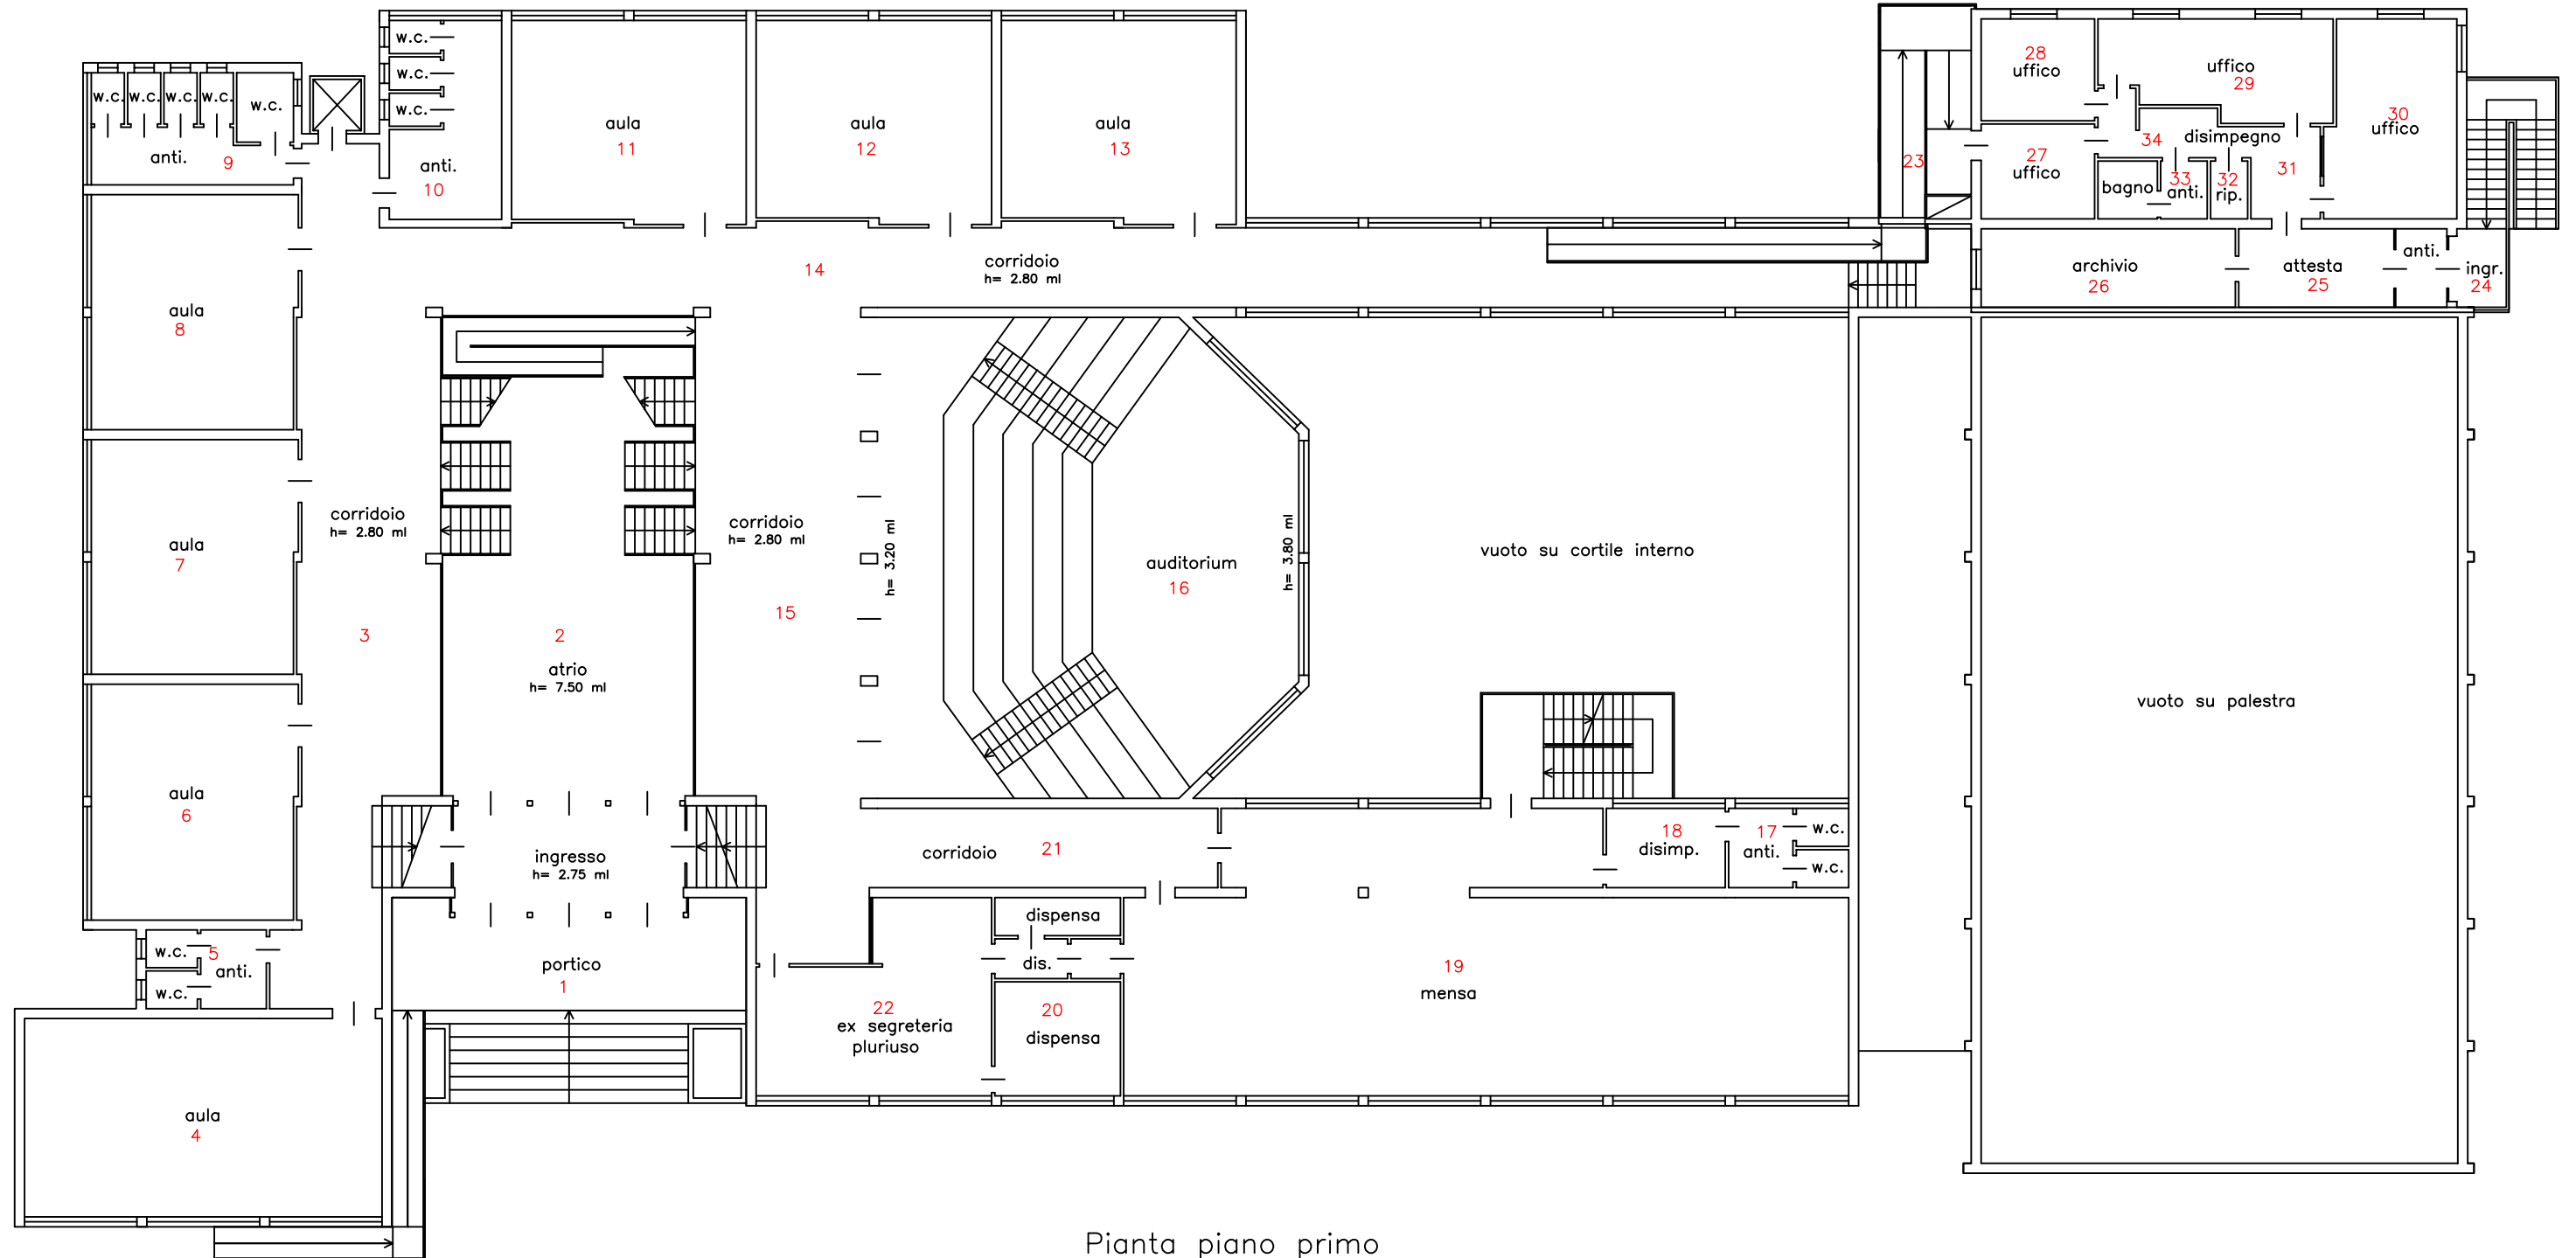 w.c.
w.c.
w.c.
w.c. w.c. w.c. w.c. w.c.
anti. 9
anti.
10
aula
11
aula
12
aula
13
28
uffico
uffico
29
30
uffico
34 disimpegno
27
uffico
23
31
33
32
bagno anti. rip.
14
corridoio
h= 2.80 ml
archivio
26
attesta
25
anti.
ingr.
24
aula
8
aula
7
corridoio
h= 2.80 ml
3
2
atrio
h= 7.50 ml
corridoio
h= 2.80 ml
15
h= 3.20 ml
auditorium
16
h= 3.80 ml
vuoto su cortile interno
vuoto su palestra
aula
6
ingresso
h= 2.75 ml
corridoio 21
18
disimp.
17
anti.
w.c.
w.c.
w.c. 5
anti.
w.c.
portico
1
dispensa
dis.
22
ex segreteria
pluriuso
20
dispensa
19
mensa
aula
4
Pianta piano primo